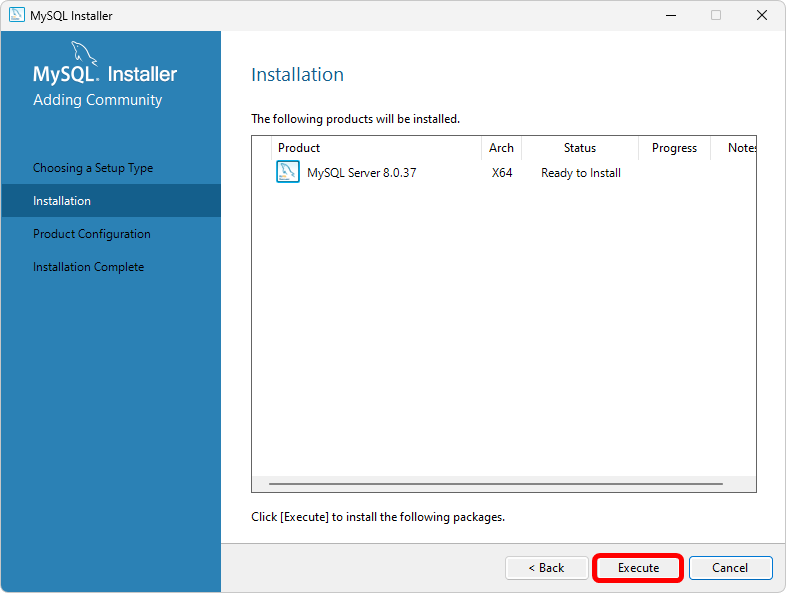 MySQL Installer
MySQL. Installer
Adding Community
Choosing a Setup Type
Installation
Product Configuration
Installation Complete
Installation
The following products will be installed.
Product Arch Status Progress Notes
MySQL Server 8.0.37 X64 Ready to Install
Click [Execute] to install the following packages.
< Back Execute Cancel